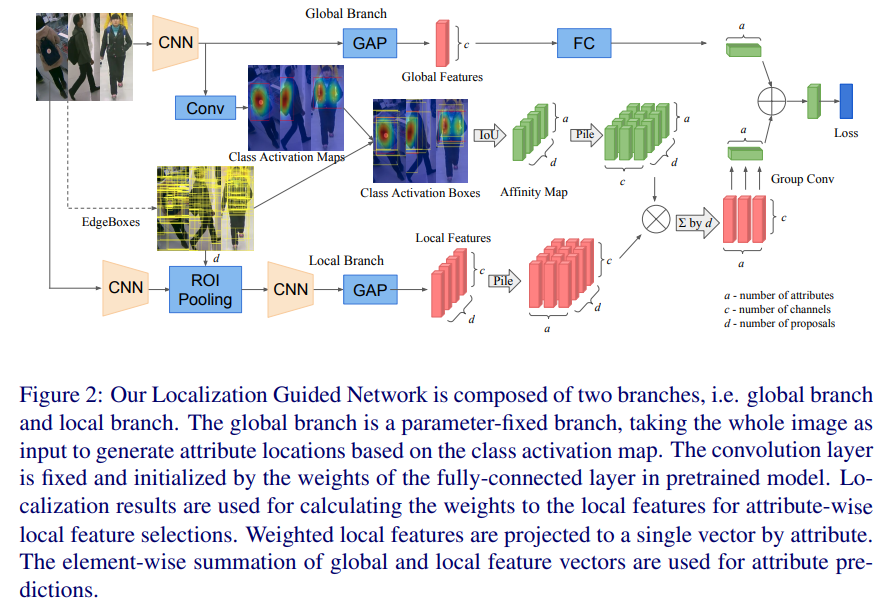 Global Branch
CNN
GAP
c
Global Features
FC
a
Conv
Class Activation Maps
Class Activation Boxes
IoU
a
d
Affinity Map
Pile
a
d
c
Loss
a
Group Conv
EdgeBoxes
Σ by d
c
a
d
Local Branch
CNN
ROI
Pooling
CNN
GAP
Local Features
c
d
Pile
c
d
a
a - number of attributes
c - number of channels
d - number of proposals
Figure 2: Our Localization Guided Network is composed of two branches, i.e. global branch
and local branch. The global branch is a parameter-fixed branch, taking the whole image as
input to generate attribute locations based on the class activation map. The convolution layer
is fixed and initialized by the weights of the fully-connected layer in pretrained model. Lo-
calization results are used for calculating the weights to the local features for attribute-wise
local feature selections. Weighted local features are projected to a single vector by attribute.
The element-wise summation of global and local feature vectors are used for attribute pre-
dictions.